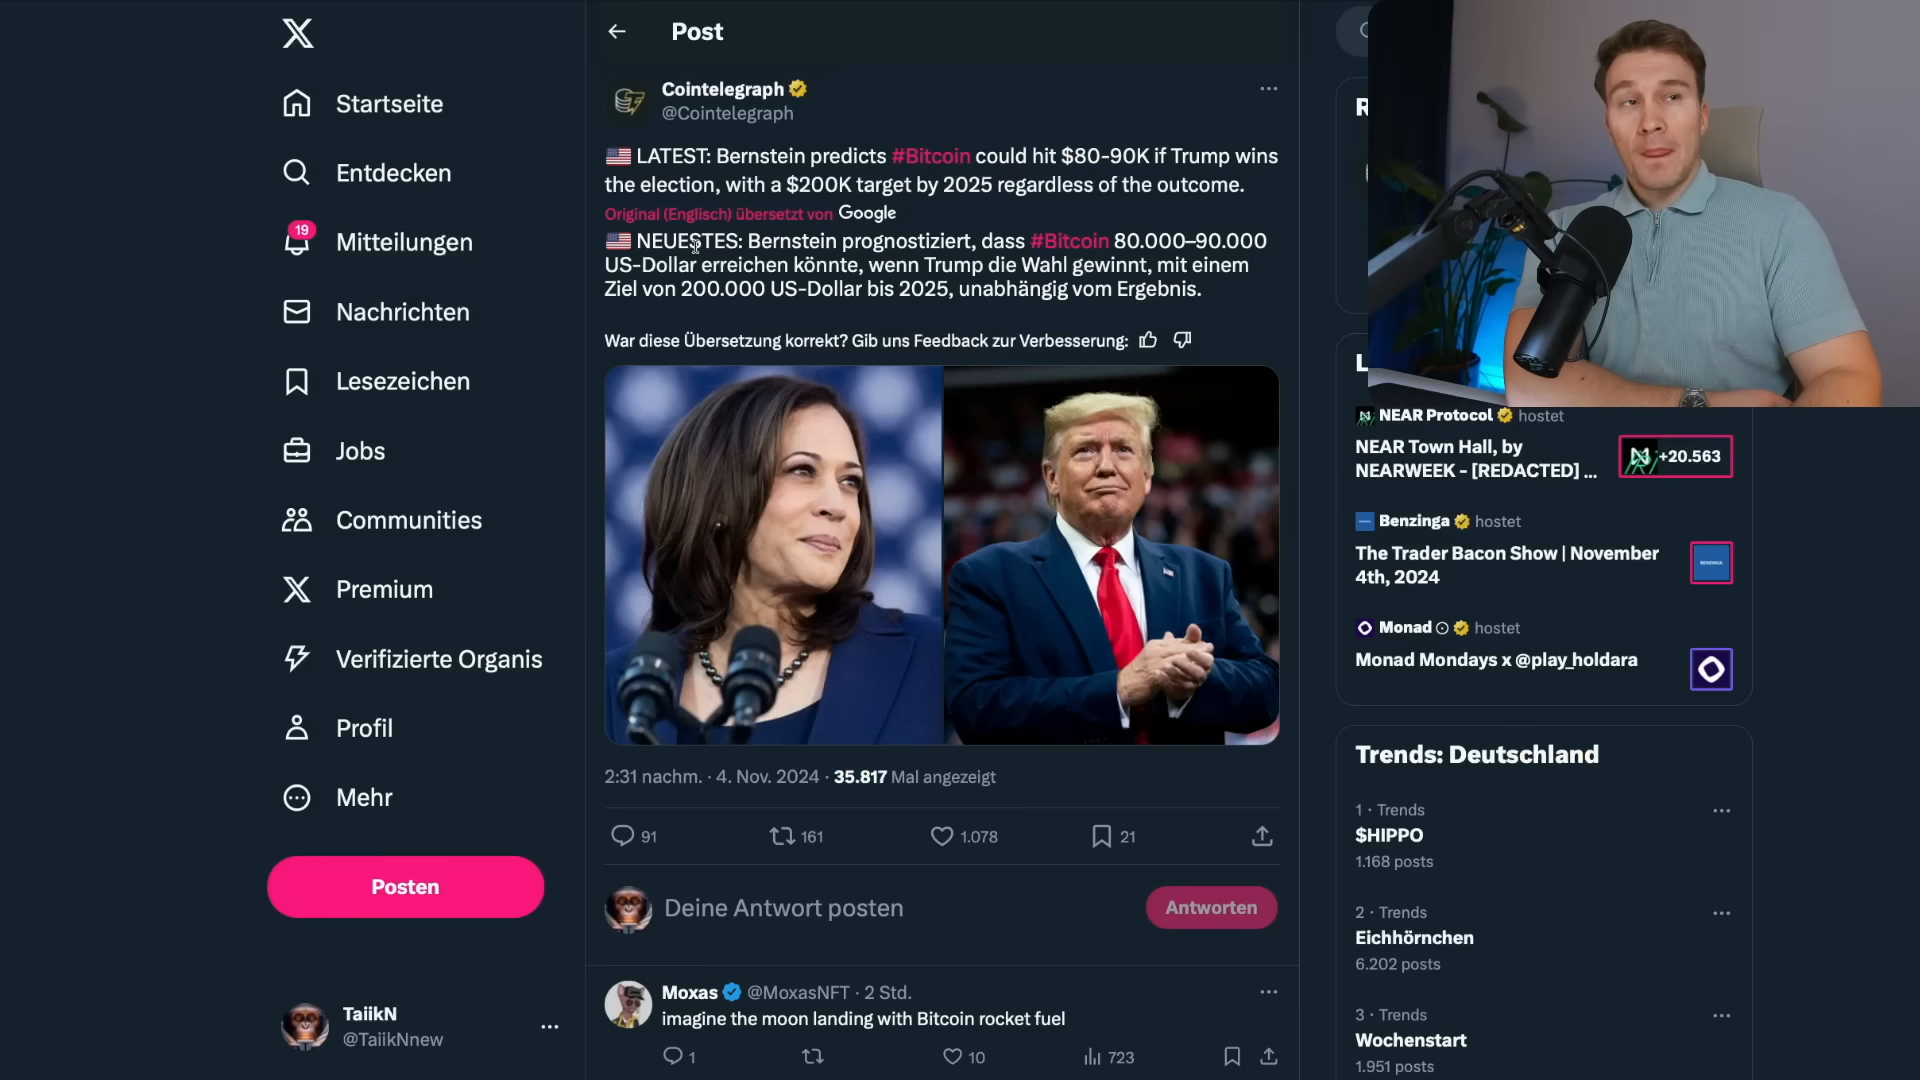 Startseite
Entdecken
19
Mitteilungen
Nachrichten
Lesezeichen
Jobs
Communities
Premium
Verifizierte Organis
Profil
Mehr
Posten
TaiikN
@TaiikNnew
Post
Cointelegraph
@Cointelegraph
LATEST: Bernstein predicts #Bitcoin could hit $80-90K if Trump wins
the election, with a $200K target by 2025 regardless of the outcome.
Original (Englisch) übersetzt von Google
NEUESTES: Bernstein prognostiziert, dass #Bitcoin 80.000–90.000
US-Dollar erreichen könnte, wenn Trump die Wahl gewinnt, mit einem
Ziel von 200.000 US-Dollar bis 2025, unabhängig vom Ergebnis.
War diese Übersetzung korrekt? Gib uns Feedback zur Verbesserung:
2:31 nachm. · 4. Nov. 2024 · 35.817 Mal angezeigt
91 161 1.078 21
Deine Antwort posten
Antworten
Moxas @MoxasNFT · 2 Std.
imagine the moon landing with Bitcoin rocket fuel
1 10 723
R
L
NEAR Protocol hostet
NEAR Town Hall, by
NEARWEEK - [REDACTED] ...
+20.563
Benzinga hostet
The Trader Bacon Show | November
4th, 2024
BENZINGA
Monad hostet
Monad Mondays x @play_holdara
Trends: Deutschland
1 · Trends
$HIPPO
1.168 posts
2 · Trends
Eichhörnchen
6.202 posts
3 · Trends
Wochenstart
1.951 posts